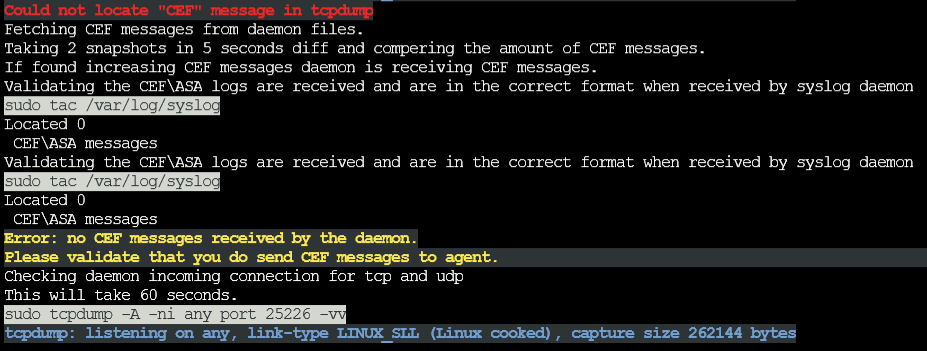 Could not locate "CEF" message in tcpdump
Fetching CEF messages from daemon files.
Taking 2 snapshots in 5 seconds diff and compering the amount of CEF messages.
If found increasing CEF messages daemon is receiving CEF messages.
Validating the CEF\ASA logs are received and are in the correct format when received by syslog daemon
sudo tac /var/log/syslog
Located 0
CEF\ASA messages
Validating the CEF\ASA logs are received and are in the correct format when received by syslog daemon
sudo tac /var/log/syslog
Located 0
CEF\ASA messages
Error: no CEF messages received by the daemon.
Please validate that you do send CEF messages to agent.
Checking daemon incoming connection for tcp and udp
This will take 60 seconds.
sudo tcpdump -A -ni any port 25226 -vv
tcpdump: listening on any, link-type LINUX_SLL (Linux cooked), capture size 262144 bytes